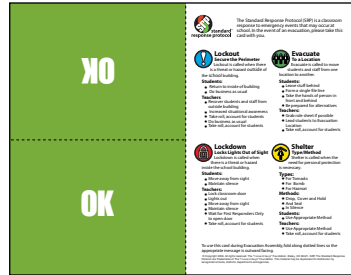 OK
OK
standard response protocol
The Standard Response Protocol (SRP) is a classroom
response to emergency events that may occur at
school. In the event of an evacuation, please take this
card with you.
Lockout
Secure the Perimeter
Lockout is called when there
is a threat or hazard outside of
the school building.
Students:
Return to inside of building
Do business as usual
Teachers
Recover students and staff from
outside building
Increased situational awareness
Take roll, account for students
Do business as usual
Take roll, account for students
Evacuate
To a Location
Evacuate is called to move
students and staff from one
location to another.
Students:
Leave stuff behind
Form a single file line
Take the hands of person in
front and behind
Be prepared for alternatives
Teachers:
Grab role sheet if possible
Lead students to Evacuation
Location
Take roll, account for students
Lockdown
Locks Lights Out of Sight
Lockdown is called when
there is a threat or hazard
inside the school building.
Students:
Move away from sight
Maintain silence
Teachers:
Lock classroom door
Lights out
Move away from sight
Maintain silence
Wait for First Responders Only
to open door
Take roll, account for students
Shelter
Type/Method
Shelter is called when the
need for personal protection
is necessary.
Types:
For Tornado
For Bomb
For Hazmat
Methods:
Drop, Cover and Hold
And Seal
In Silence
Students:
Use Appropriate Method
Teachers:
Use Appropriate Method
Take roll, account for students
To use this card during Evacuation Assembly, fold along dotted lines so the
appropriate message is outward facing.